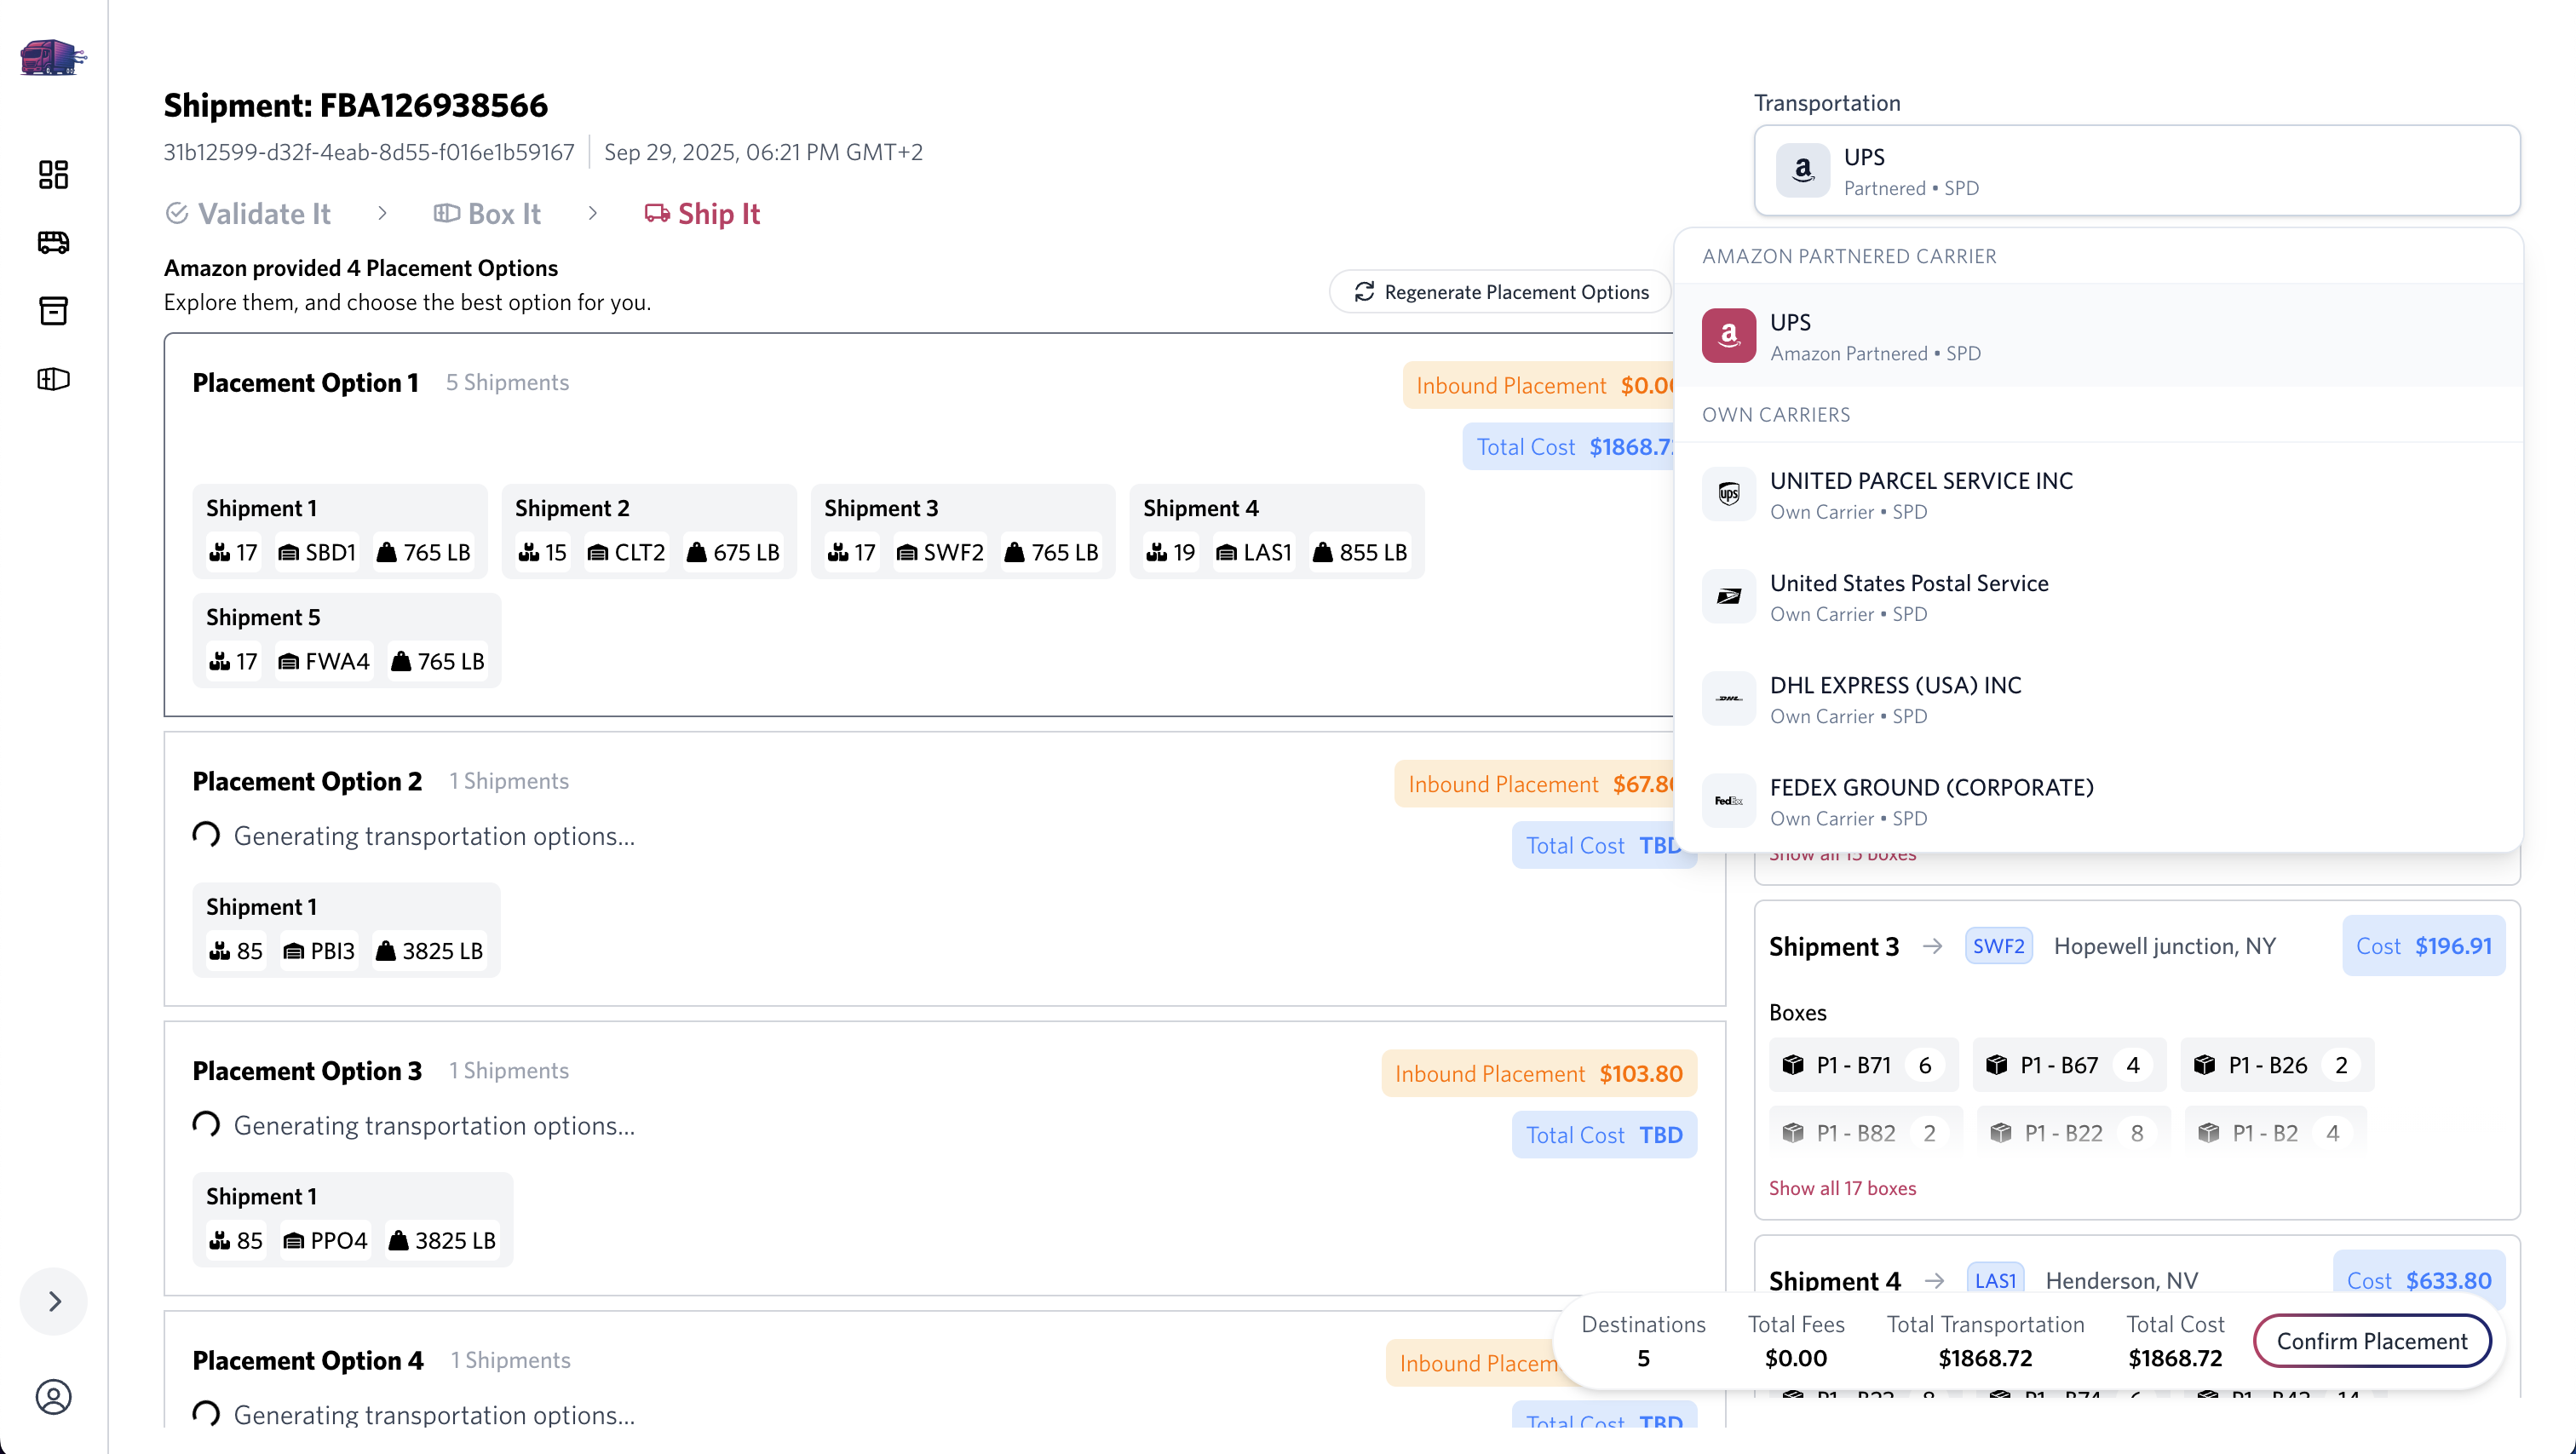 Shipment: FBA126938566
31b12599-d32f-4eab-8d55-f016e1b59167
Sep 29, 2025, 06:21 PM GMT+2
Validate It
Box It
Ship It
Amazon provided 4 Placement Options
Explore them, and choose the best option for you.
Regenerate Placement Options
Placement Option 1 5 Shipments
Inbound Placement $0.0
Total Cost $1868.7
Shipment 1
17 SBD1 765 LB
Shipment 2
15 CLT2 675 LB
Shipment 3
17 SWF2 765 LB
Shipment 4
19 LAS1 855 LB
Shipment 5
17 FWA4 765 LB
Placement Option 2 1 Shipments
Inbound Placement $67.8
Generating transportation options...
Total Cost TBD
Shipment 1
85 PBI3 3825 LB
Placement Option 3 1 Shipments
Inbound Placement $103.80
Generating transportation options...
Total Cost TBD
Shipment 1
85 PPO4 3825 LB
Placement Option 4 1 Shipments
Inbound Placem
Generating transportation options...
Total Cost TBD
Transportation
a
UPS
Partnered • SPD
AMAZON PARTNERED CARRIER
a
UPS
Amazon Partnered • SPD
OWN CARRIERS
ups
UNITED PARCEL SERVICE INC
Own Carrier • SPD
United States Postal Service
Own Carrier • SPD
DHL
DHL EXPRESS (USA) INC
Own Carrier • SPD
FedEx
FEDEX GROUND (CORPORATE)
Own Carrier • SPD
Show all 15 boxes
Shipment 3 → SWF2 Hopewell junction, NY
Cost $196.91
Boxes
P1 - B71 6
P1 - B67 4
P1 - B26 2
P1 - B82 2
P1 - B22 8
P1 - B2 4
Show all 17 boxes
Shipment 4 → LAS1 Henderson, NV
Cost $633.80
Destinations
5
Total Fees
$0.00
Total Transportation
$1868.72
Total Cost
$1868.72
Confirm Placement